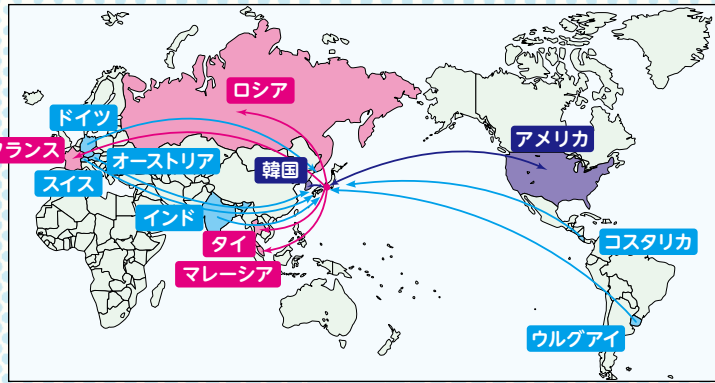 ロシア
ドイツ
アメリカ
フランス
オーストリア
韓国
スイス
インド
タイ
コスタリカ
マレーシア
ウルグアイ